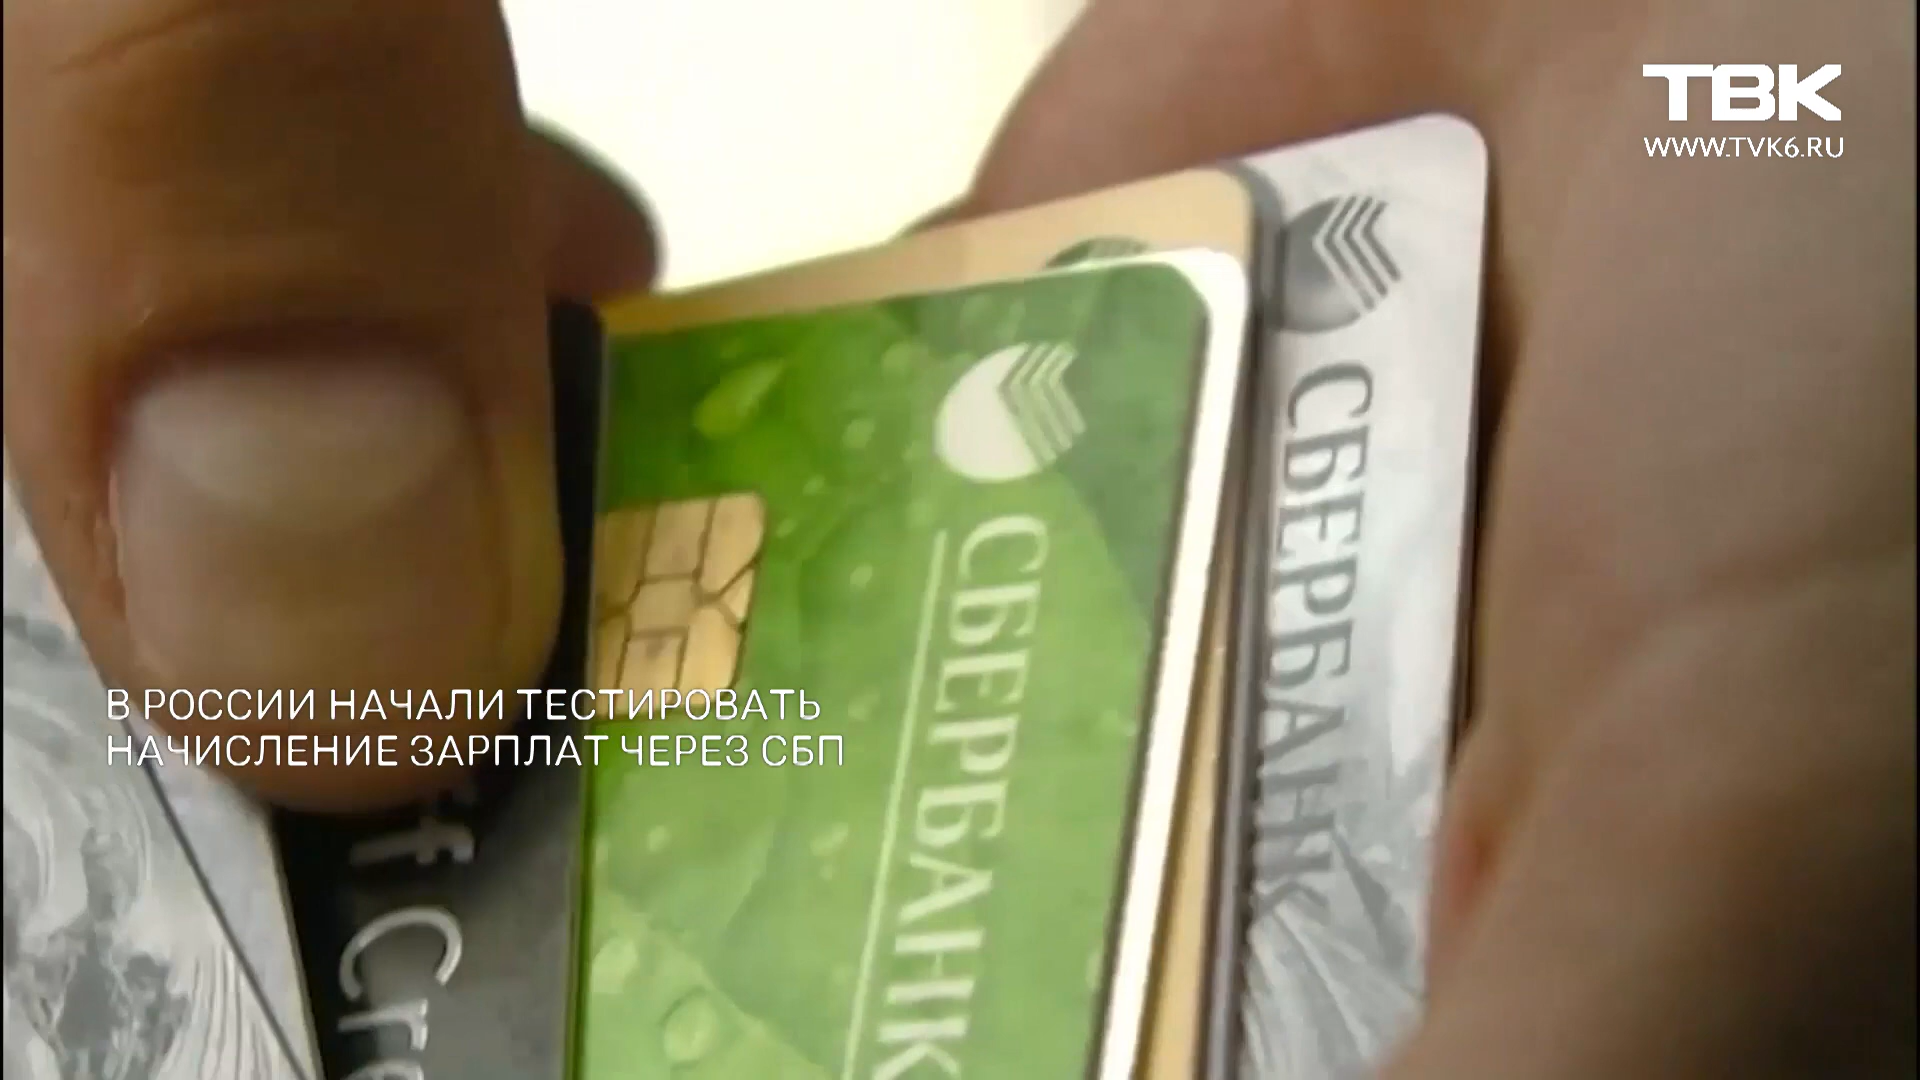 ТВК
WWW.TVK6.RU
СБЕРБАНК
СБЕРБАНК
В РОССИИ НАЧАЛИ ТЕСТИРОВАТЬ
НАЧИСЛЕНИЕ ЗАРПЛАТ ЧЕРЕЗ СБП